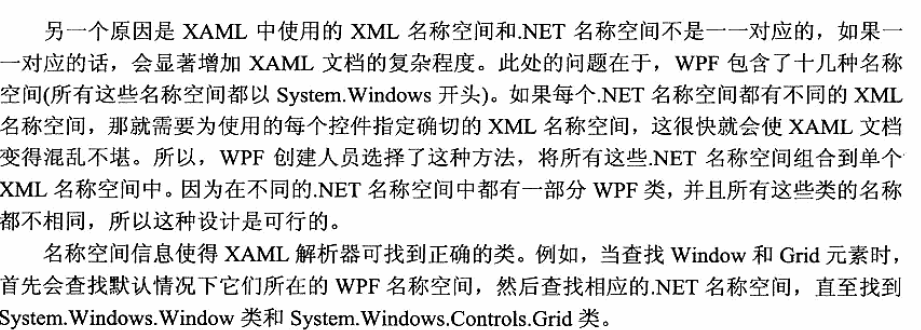 另一个原因是 XAML 中使用的 XML 名称空间和.NET 名称空间不是一一对应的，如果一
一对应的话，会显著增加 XAML 文档的复杂程度。此处的问题在于，WPF 包含了十几种名称
空间(所有这些名称空间都以 System.Windows 开头)。如果每个.NET 名称空间都有不同的 XML
名称空间，那就需要为使用的每个控件指定确切的 XML 名称空间，这很快就会使 XAML 文档
变得混乱不堪。所以，WPF 创建人员选择了这种方法，将所有这些.NET 名称空间组合到单个
XML 名称空间中。因为在不同的.NET 名称空间中都有一部分 WPF 类，并且所有这些类的名称
都不相同，所以这种设计是可行的。
名称空间信息使得 XAML 解析器可找到正确的类。例如，当查找 Window 和 Grid 元素时，
首先会查找默认情况下它们所在的 WPF 名称空间，然后查找相应的.NET 名称空间，直至找到
System.Windows.Window 类和 System.Windows.Controls.Grid 类。